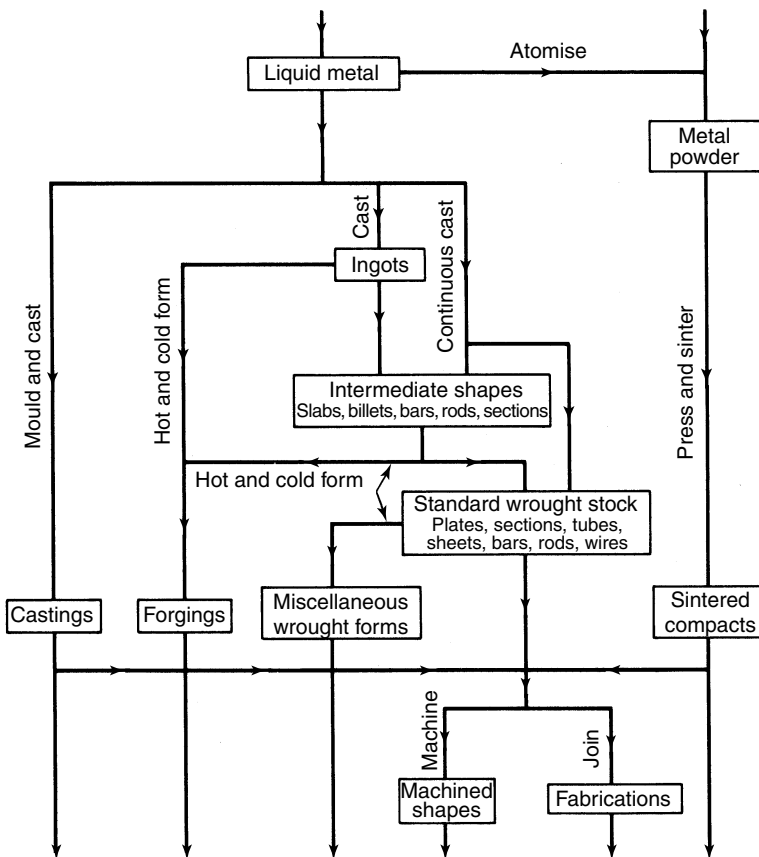 Atomise
Liquid metal
Metal
powder
Cast
Continuous cast
Ingots
Mould and cast
Hot and cold form
Press and sinter
Intermediate shapes
Slabs, billets, bars, rods, sections
Hot and cold form
Standard wrought stock
Plates, sections, tubes,
sheets, bars, rods, wires
Castings
Forgings
Miscellaneous
wrought forms
Sintered
compacts
Machine
Join
Machined
shapes
Fabrications